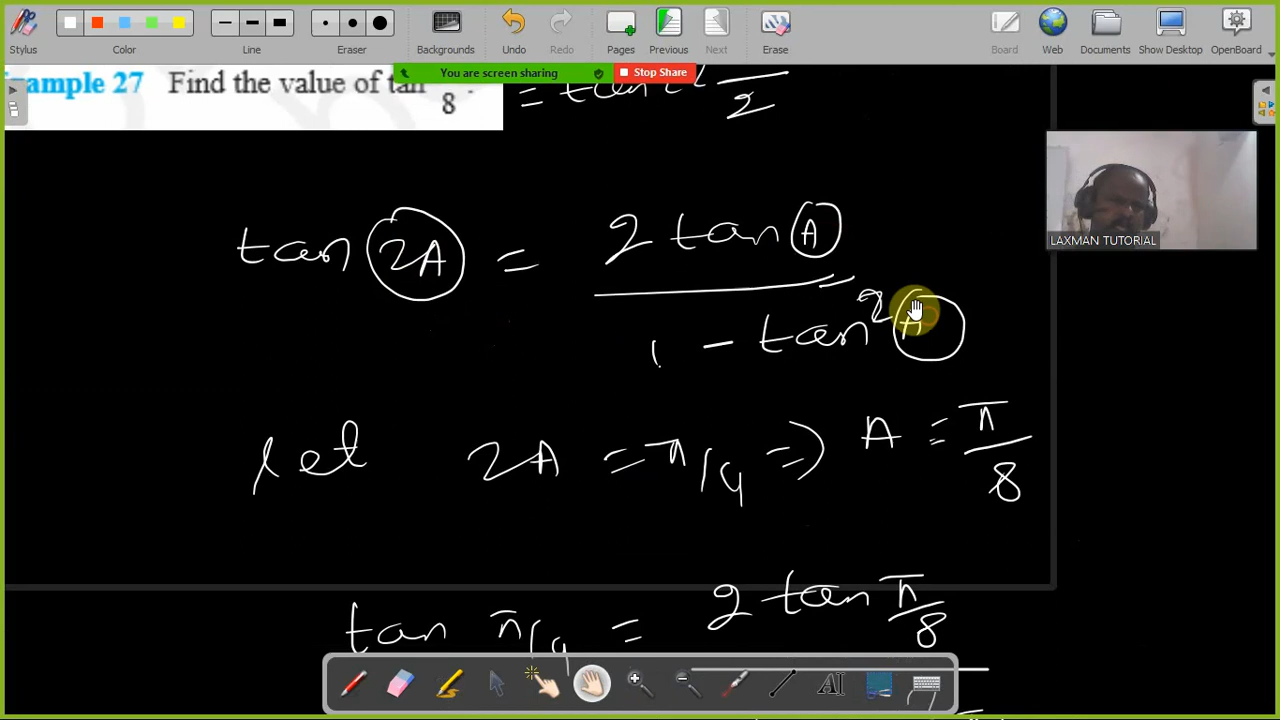 Stylus Color Line Eraser Backgrounds Undo Redo Pages Previous Next Erase Board Web Documents Show Desktop OpenBoard
You are screen sharing Stop Share
ample 27 Find the value of tan
8
2
LAXMAN TUTORIAL
tan 2A = 2 tan A
1 - tan² A
let 2A = π/4 => A = π
8
tan π/4 = 2 tan π
8